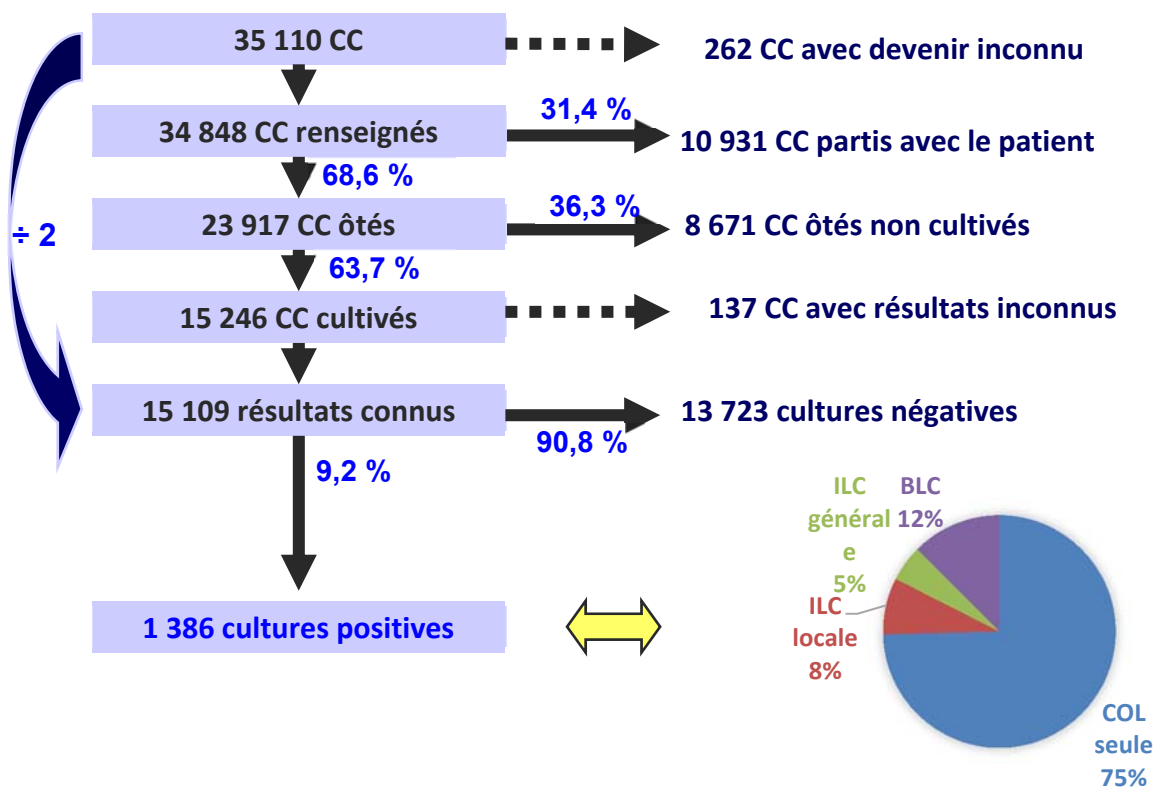 35 110 CC
262 CC avec devenir inconnu
34 848 CC renseignés
31,4 %
10 931 CC partis avec le patient
68,6 %
23 917 CC ôtés
36,3 %
8 671 CC ôtés non cultivés
÷ 2
63,7 %
15 246 CC cultivés
137 CC avec résultats inconnus
15 109 résultats connus
90,8 %
13 723 cultures négatives
9,2 %
1 386 cultures positives
ILC
général
e
5%
BLC
12%
ILC
locale
8%
COL
seule
75%